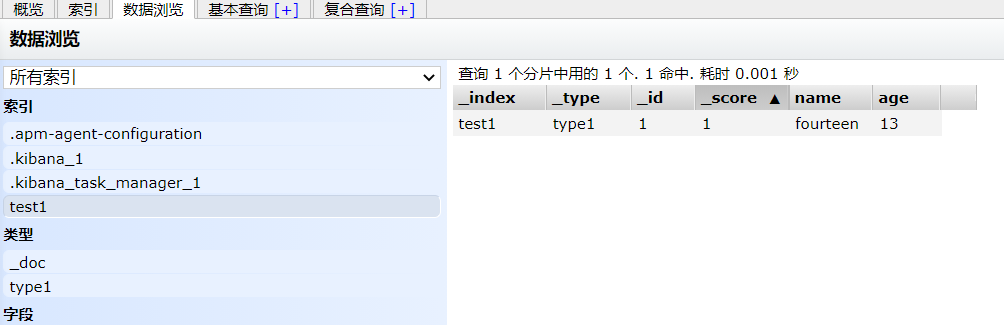 概览 索引 数据浏览 基本查询 [+] 复合查询 [+]
数据浏览
所有索引
索引
.apm-agent-configuration
.kibana_1
.kibana_task_manager_1
test1
类型
_doc
type1
字段
查询 1 个分片中用的 1 个. 1 命中. 耗时 0.001 秒
_index _type _id _score ▲ name age
test1 type1 1 1 fourteen 13